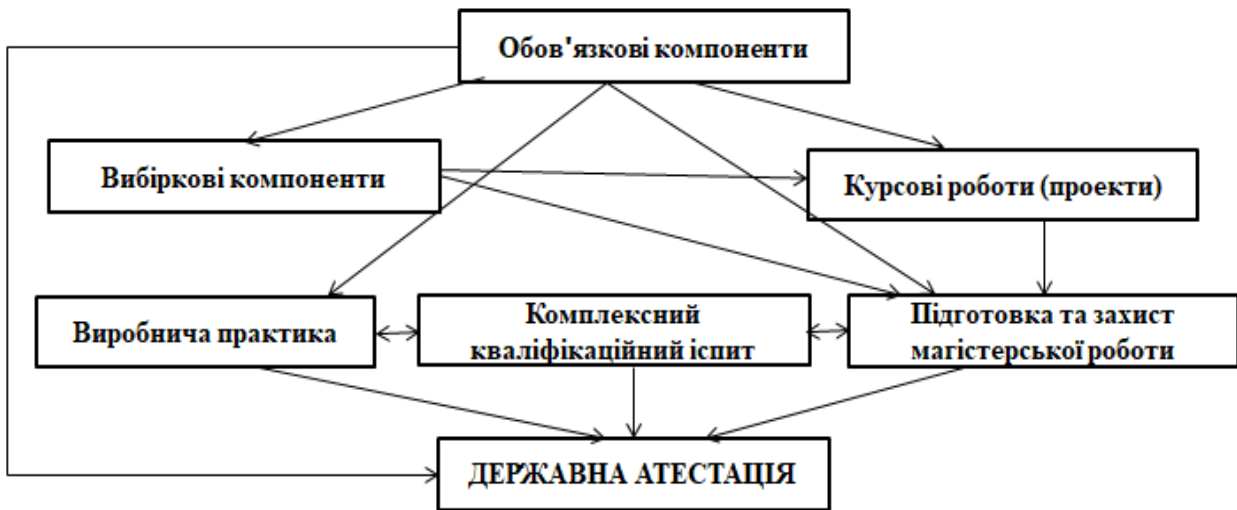 Обов'язкові компоненти
Вибіркові компоненти
Курсові роботи (проекти)
Виробнича практика
Комплексний
кваліфікаційний іспит
Підготовка та захист
магістерської роботи
ДЕРЖАВНА АТЕСТАЦІЯ